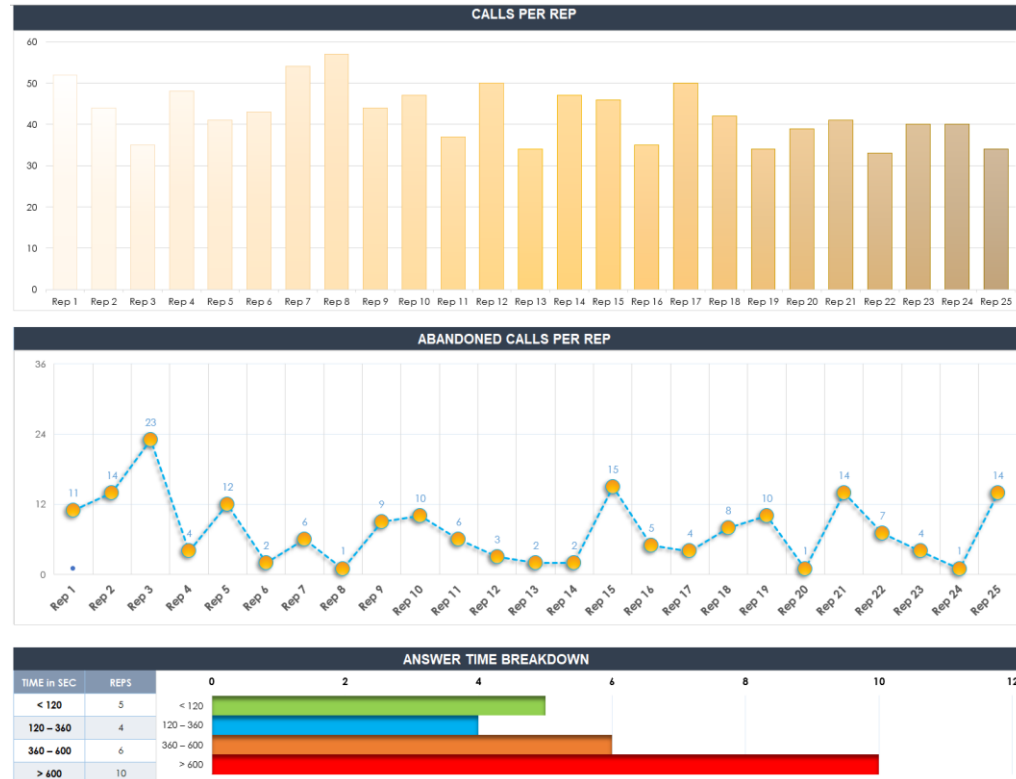 CALLS PER REP
60
50
40
30
20
10
0
Rep 1 Rep 2 Rep 3 Rep 4 Rep 5 Rep 6 Rep 7 Rep 8 Rep 9 Rep 10 Rep 11 Rep 12 Rep 13 Rep 14 Rep 15 Rep 16 Rep 17 Rep 18 Rep 19 Rep 20 Rep 21 Rep 22 Rep 23 Rep 24 Rep 25
ABANDONED CALLS PER REP
36
24
12
0
11 14 23 4 12 2 6 1 9 10 6 3 2 2 15 5 4 8 10 1 14 7 4 1 14
Rep 1 Rep 2 Rep 3 Rep 4 Rep 5 Rep 6 Rep 7 Rep 8 Rep 9 Rep 10 Rep 11 Rep 12 Rep 13 Rep 14 Rep 15 Rep 16 Rep 17 Rep 18 Rep 19 Rep 20 Rep 21 Rep 22 Rep 23 Rep 24 Rep 25
ANSWER TIME BREAKDOWN
TIME in SEC REPS
< 120 5
120 – 360 4
360 – 600 6
> 600 10
0 2 4 6 8 10 12
< 120
120 – 360
360 – 600
> 600